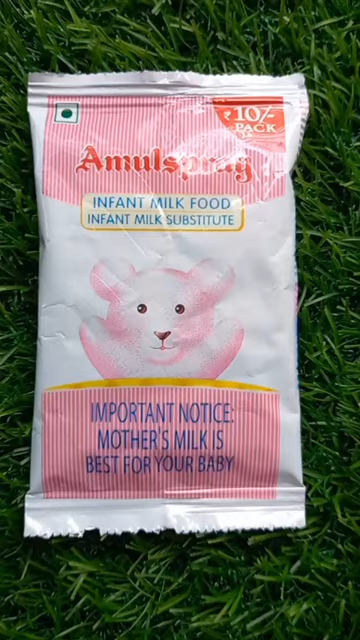 ₹10/-
PACK
Amulspray
INFANT MILK FOOD
INFANT MILK SUBSTITUTE
IMPORTANT NOTICE:
MOTHER'S MILK IS
BEST FOR YOUR BABY